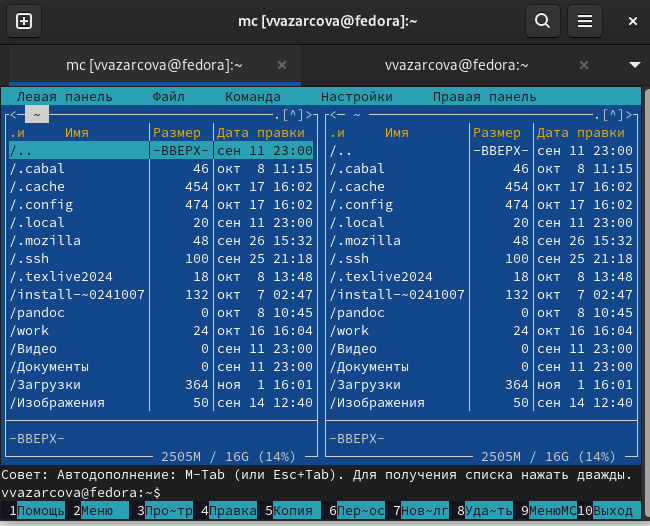 mc [vvazarcova@fedora]:~
mc [vvazarcova@fedora]:~ × vvazarcova@fedora:~ ×
Левая панель Файл Команда Настройки Правая панель
<— ~ .[^]> <— ~ .[^]>
.и Имя Размер Дата правки .и Имя Размер Дата правки
/.. -ВВЕРХ- сен 11 23:00 /.. -ВВЕРХ- сен 11 23:00
/.cabal 46 окт 8 11:15 /.cabal 46 окт 8 11:15
/.cache 454 окт 17 16:02 /.cache 454 окт 17 16:02
/.config 474 окт 17 16:02 /.config 474 окт 17 16:02
/.local 20 сен 11 23:00 /.local 20 сен 11 23:00
/.mozilla 48 сен 26 15:32 /.mozilla 48 сен 26 15:32
/.ssh 100 сен 25 21:18 /.ssh 100 сен 25 21:18
/.texlive2024 18 окт 8 13:48 /.texlive2024 18 окт 8 13:48
/install-~0241007 132 окт 7 02:47 /install-~0241007 132 окт 7 02:47
/pandoc 0 окт 8 10:45 /pandoc 0 окт 8 10:45
/work 24 окт 16 16:04 /work 24 окт 16 16:04
/Видео 0 сен 11 23:00 /Видео 0 сен 11 23:00
/Документы 0 сен 11 23:00 /Документы 0 сен 11 23:00
/Загрузки 364 ноя 1 16:01 /Загрузки 364 ноя 1 16:01
/Изображения 50 сен 14 12:40 /Изображения 50 сен 14 12:40
-ВВЕРХ- -ВВЕРХ-
2505M / 16G (14%) 2505M / 16G (14%)
Совет: Автодополнение: M-Tab (или Esc+Tab). Для получения списка нажать дважды.
vvazarcova@fedora:~$
1Помощь 2Меню 3Про~тр 4Правка 5Копия 6Пер~ос 7Нов~лг 8Уда~ть 9МенюMC 10Выход